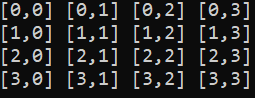 [0,0] [0,1] [0,2] [0,3]
[1,0] [1,1] [1,2] [1,3]
[2,0] [2,1] [2,2] [2,3]
[3,0] [3,1] [3,2] [3,3]